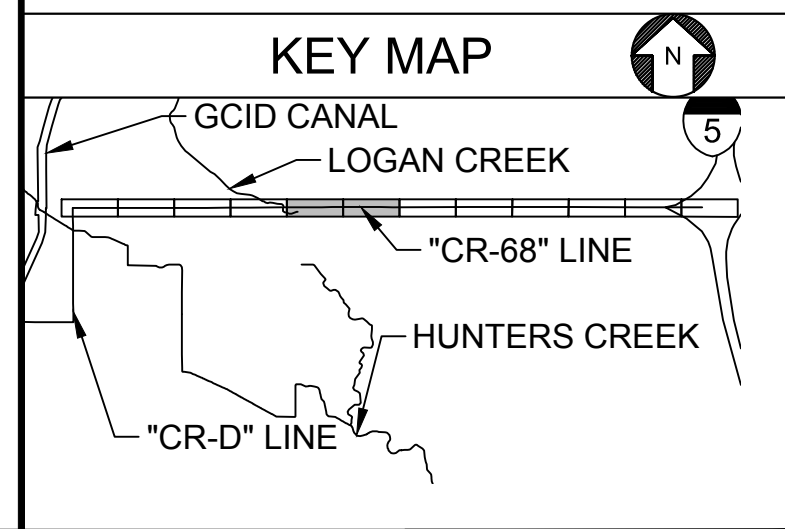 KEY MAP
N
GCID CANAL
5
LOGAN CREEK
"CR-68" LINE
HUNTERS CREEK
"CR-D" LINE